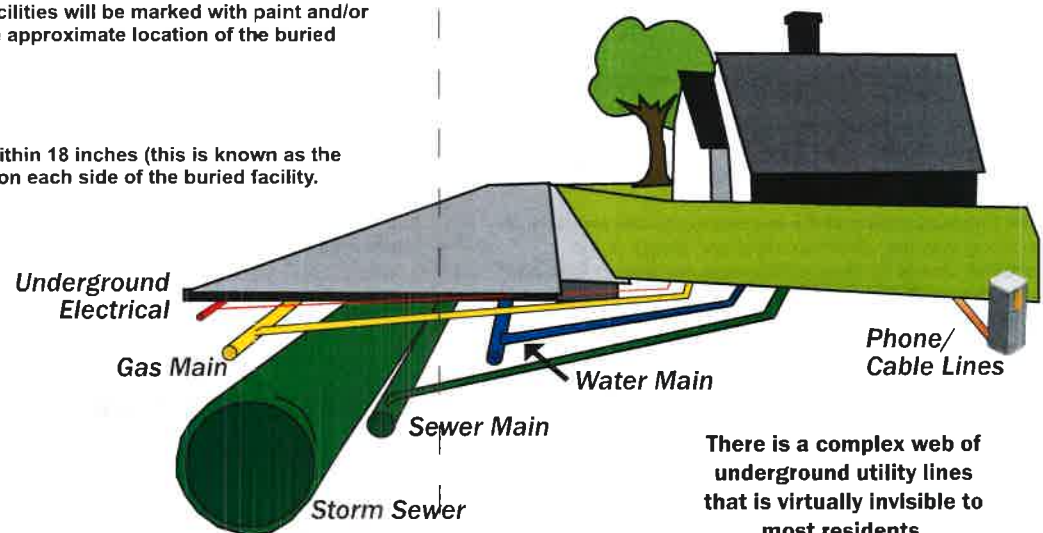 cilities will be marked with paint and/or
approximate location of the buried
ithin 18 inches (this is known as the
on each side of the buried facility.
Underground
Electrical
Gas Main
Phone/
Cable Lines
Water Main
Sewer Main
Storm Sewer
There is a complex web of
underground utility lines
that is virtually invisible to
most residents